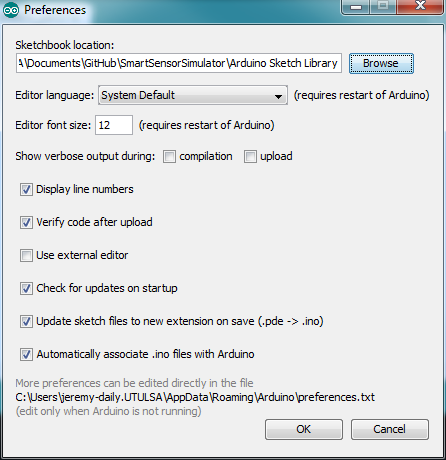 Preferences
Sketchbook location:
\Documents\GitHub\SmartSensorSimulator\Arduino Sketch Library
Browse
Editor language: System Default (requires restart of Arduino)
Editor font size: 12 (requires restart of Arduino)
Show verbose output during: compilation upload
Display line numbers
Verify code after upload
Use external editor
Check for updates on startup
Update sketch files to new extension on save (.pde -> .ino)
Automatically associate .ino files with Arduino
More preferences can be edited directly in the file
C:\Users\jeremy-daily.UTULSA\AppData\Roaming\Arduino\preferences.txt
(edit only when Arduino is not running)
OK Cancel